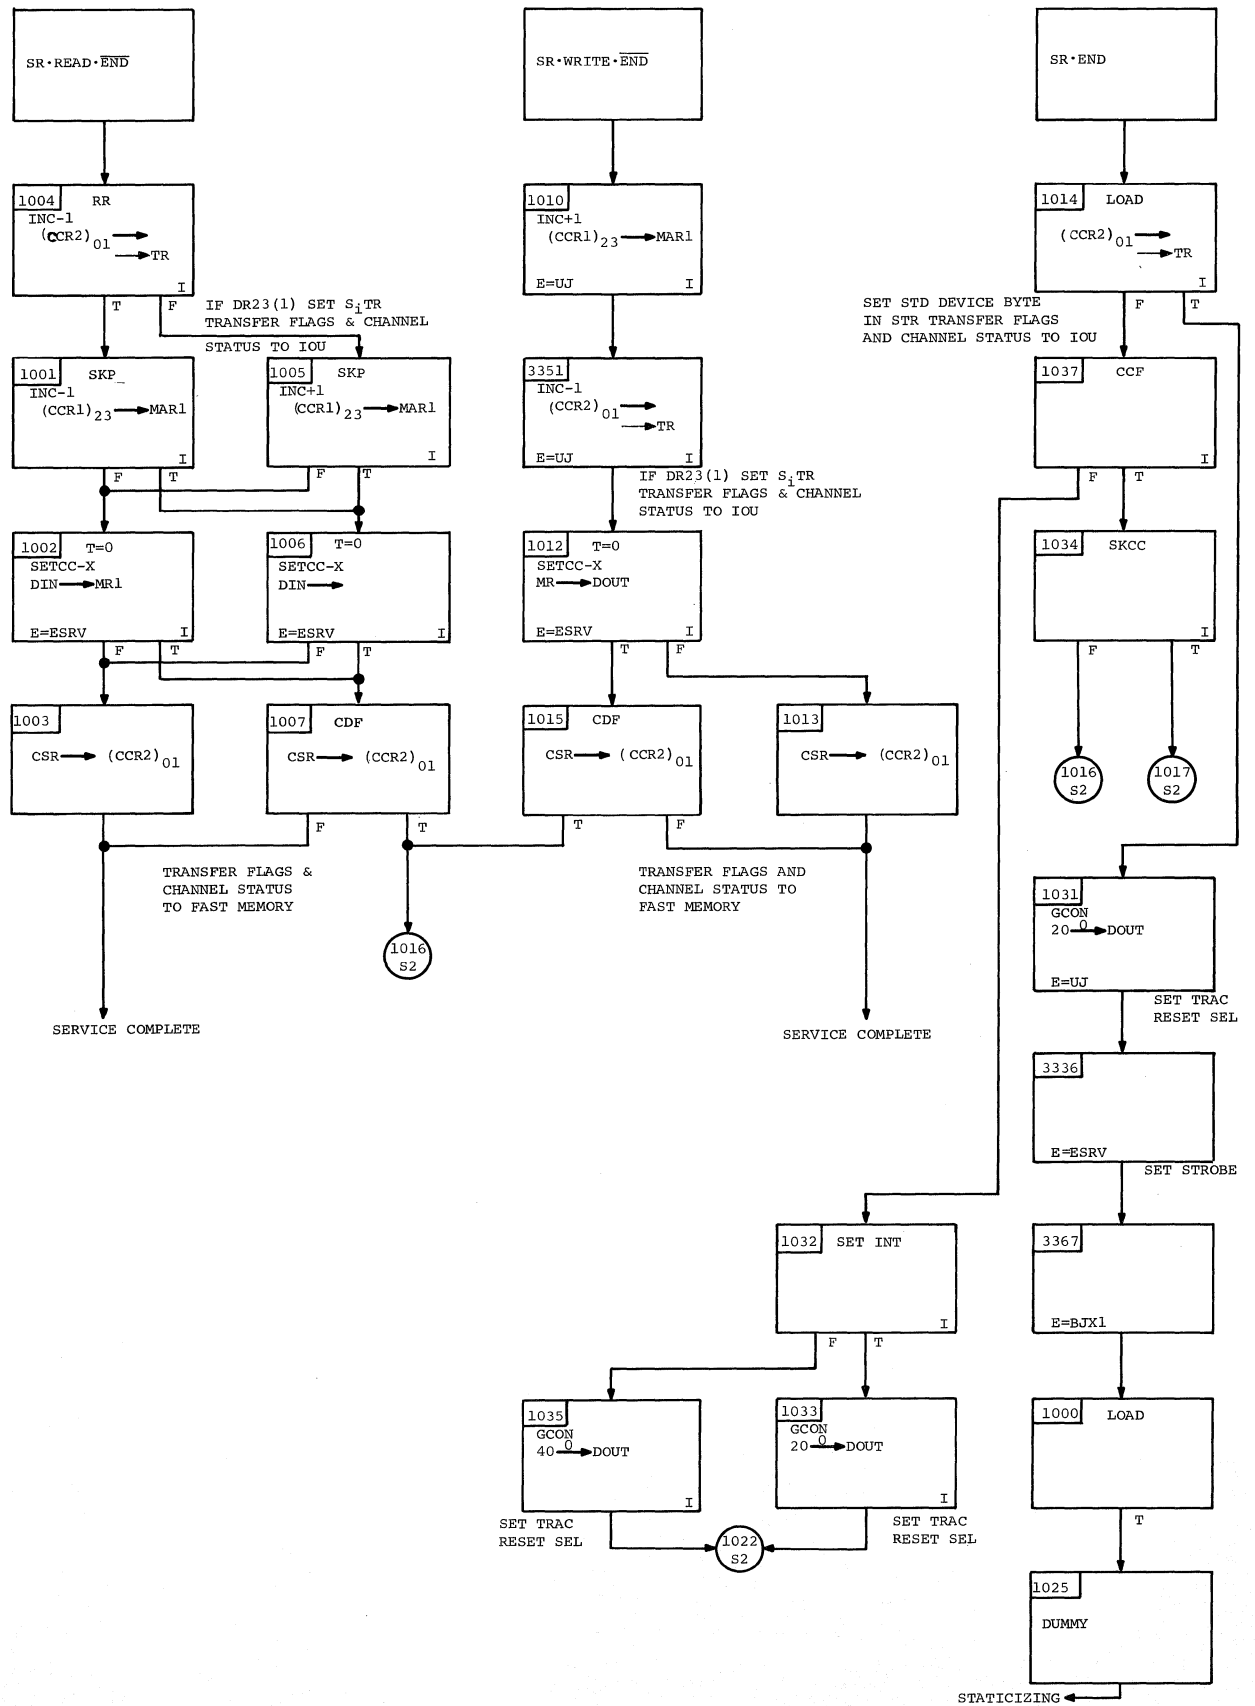 SR·READ·E̅N̅D̅
1004 RR
INC-1
(CCR2)01
TR
I
T F
IF DR23(1) SET SiTR
TRANSFER FLAGS & CHANNEL
STATUS TO IOU
1001 SKP
INC-1
(CCR1)23 MAR1
I
F T
1005 SKP
INC+1
(CCR1)23 MAR1
I
F T
1002 T=0
SETCC-X
DIN MR1
E=ESRV I
F T
1006 T=0
SETCC-X
DIN
E=ESRV I
F T
1003
CSR (CCR2)01
1007 CDF
CSR (CCR2)01
F T
TRANSFER FLAGS &
CHANNEL STATUS
TO FAST MEMORY
1016
S2
SERVICE COMPLETE
SR·WRITE·E̅N̅D̅
1010
INC+1
(CCR1)23 MAR1
E=UJ I
3351
INC-1
(CCR2)01
TR
E=UJ I
IF DR23(1) SET SiTR
TRANSFER FLAGS & CHANNEL
STATUS TO IOU
1012 T=0
SETCC-X
MR DOUT
E=ESRV I
T F
1015 CDF
CSR (CCR2)01
T F
1013
CSR (CCR2)01
TRANSFER FLAGS AND
CHANNEL STATUS TO
FAST MEMORY
SERVICE COMPLETE
SR·END
1014 LOAD
(CCR2)01
TR
I
F T
SET STD DEVICE BYTE
IN STR TRANSFER FLAGS
AND CHANNEL STATUS TO IOU
1037 CCF
I
F T
1034 SKCC
I
F T
1016
S2
1017
S2
1031
GCON
20 0 DOUT
E=UJ
SET TRAC
RESET SEL
3336
E=ESRV
SET STROBE
3367
E=BJX1
1000 LOAD
T
1025
DUMMY
STATICIZING
1032 SET INT
I
F T
1035
GCON
40 0 DOUT
I
SET TRAC
RESET SEL
1033
GCON
20 0 DOUT
I
SET TRAC
RESET SEL
1022
S2